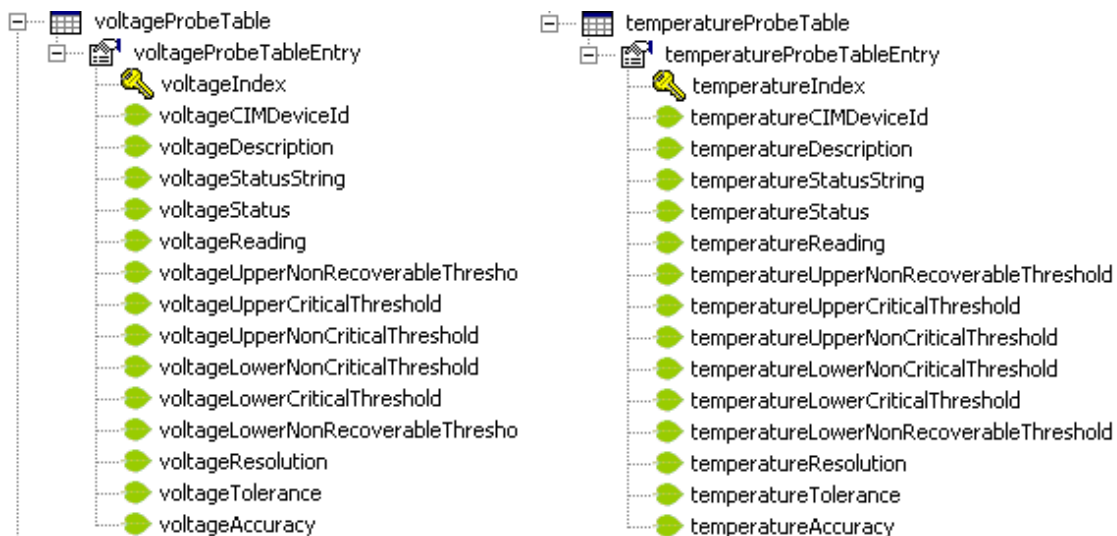 voltageProbeTable
voltageProbeTableEntry
voltageIndex
voltageCIMDeviceId
voltageDescription
voltageStatusString
voltageStatus
voltageReading
voltageUpperNonRecoverableThresho
voltageUpperCriticalThreshold
voltageUpperNonCriticalThreshold
voltageLowerNonCriticalThreshold
voltageLowerCriticalThreshold
voltageLowerNonRecoverableThresho
voltageResolution
voltageTolerance
voltageAccuracy
temperatureProbeTable
temperatureProbeTableEntry
temperatureIndex
temperatureCIMDeviceId
temperatureDescription
temperatureStatusString
temperatureStatus
temperatureReading
temperatureUpperNonRecoverableThreshold
temperatureUpperCriticalThreshold
temperatureUpperNonCriticalThreshold
temperatureLowerNonCriticalThreshold
temperatureLowerCriticalThreshold
temperatureLowerNonRecoverableThreshold
temperatureResolution
temperatureTolerance
temperatureAccuracy